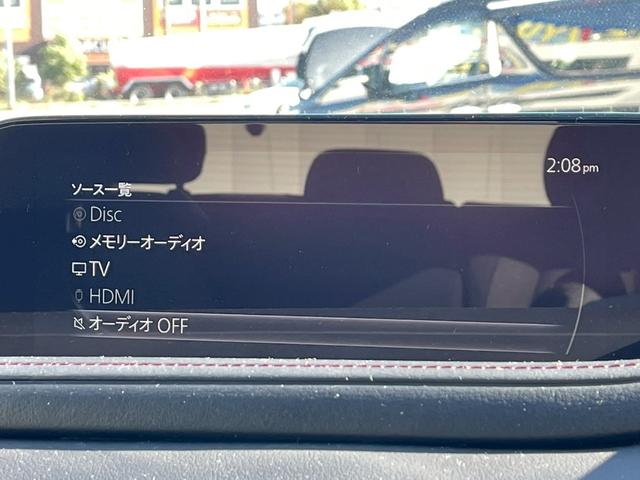 2:08pm
ソース一覧
Disc
メモリーオーディオ
TV
HDMI
オーディオ OFF